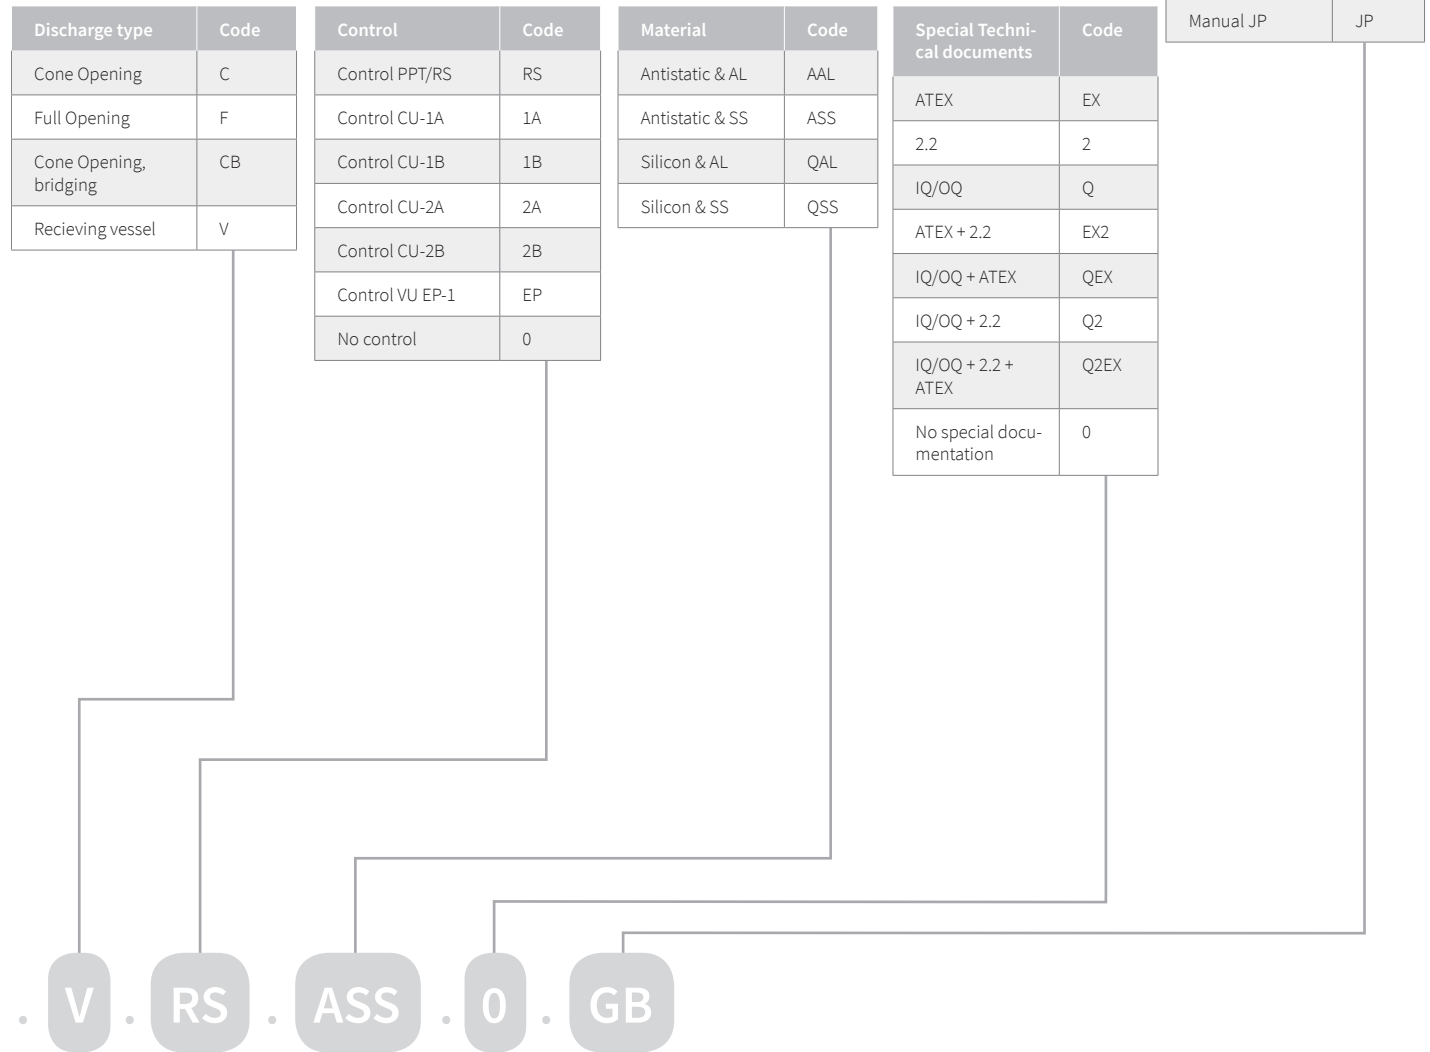 Discharge type Code
Cone Opening C
Full Opening F
Cone Opening, CB
bridging
Recieving vessel V
Control Code
Control PPT/RS RS
Control CU-1A 1A
Control CU-1B 1B
Control CU-2A 2A
Control CU-2B 2B
Control VU EP-1 EP
No control 0
Material Code
Antistatic & AL AAL
Antistatic & SS ASS
Silicon & AL QAL
Silicon & SS QSS
Special Techni- Code
cal documents
ATEX EX
2.2 2
IQ/OQ Q
ATEX + 2.2 EX2
IQ/OQ + ATEX QEX
IQ/OQ + 2.2 Q2
IQ/OQ + 2.2 + Q2EX
ATEX
No special docu- 0
mentation
Manual JP JP
. V . RS . ASS . 0 . GB